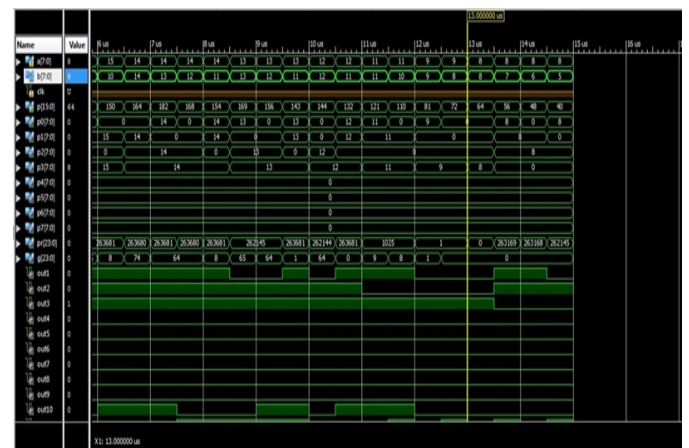 13.000000 us
Name Value 6 us 7 us 8 us 9 us 10 us 11 us 12 us 13 us 14 us 15 us 16 us
a[7:0] 8 15 14 13 14 14 13 13 13 12 12 11 11 9 9 8 8 8 8
b[7:0] 8 10 14 13 12 11 13 12 11 12 11 11 10 9 8 8 7 6 5
clk
p[15:0] 64 150 164 182 168 154 169 156 143 144 132 121 110 81 72 64 56 48 40
p0[7:0] 0 0 14 0 14 13 0 13 0 12 11 0 9 0 8 0 8
p1[7:0] 0 15 14 0 14 0 13 0 12 11 0 8 0
p2[7:0] 0 0 14 0 13 0 12 0 8
p3[7:0] 8 15 14 13 12 11 9 8 0
p4[7:0] 0 0
p5[7:0] 0 0
p6[7:0] 0 0
p7[7:0] 0 0
pr[23:0] 0 263681 263680 263681 263680 263681 262145 263681 262144 263681 1025 1 0 263169 263168 262145
g[23:0] 0 8 74 64 8 65 64 1 64 0 9 8 1 0
out1 0
out2 0
out3 1
out4 0
out5 0
out6 0
out7 0
out8 0
out9 0
out10 0
X1: 13.000000 us